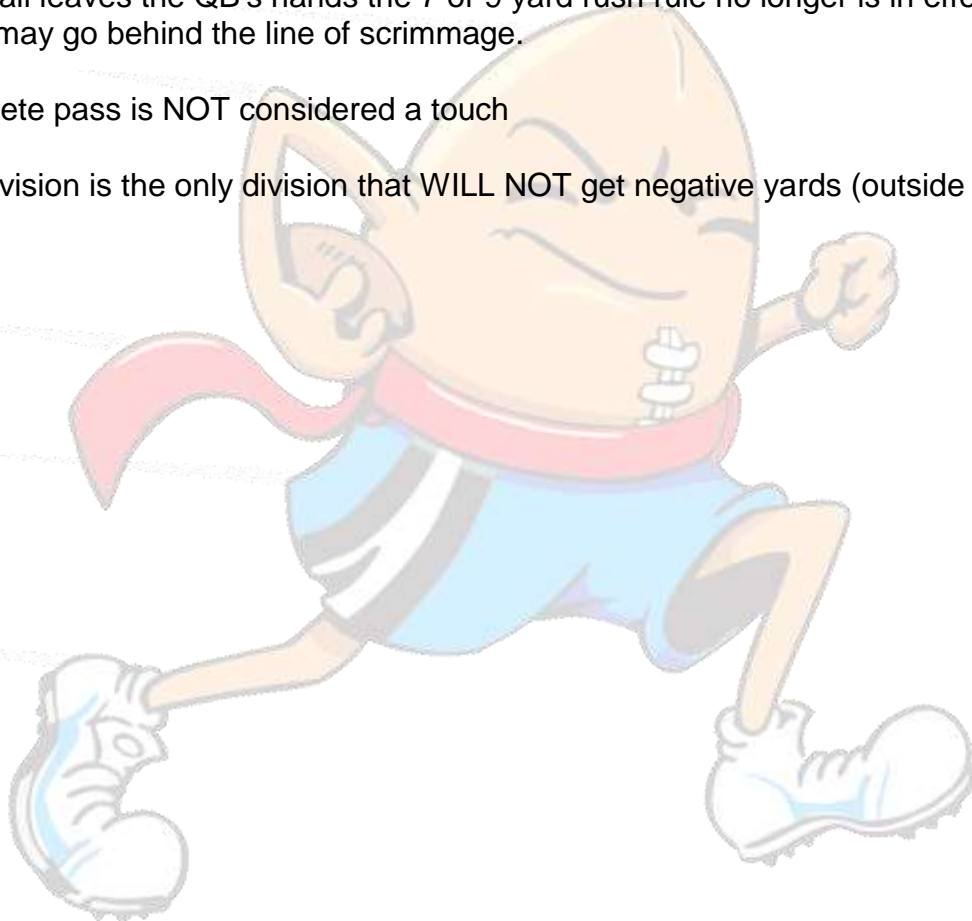 all leaves the QB's hands the 7 or 9 yard rush rule no longer is in effe
may go behind the line of scrimmage.
ete pass is NOT considered a touch
vision is the only division that WILL NOT get negative yards (outside